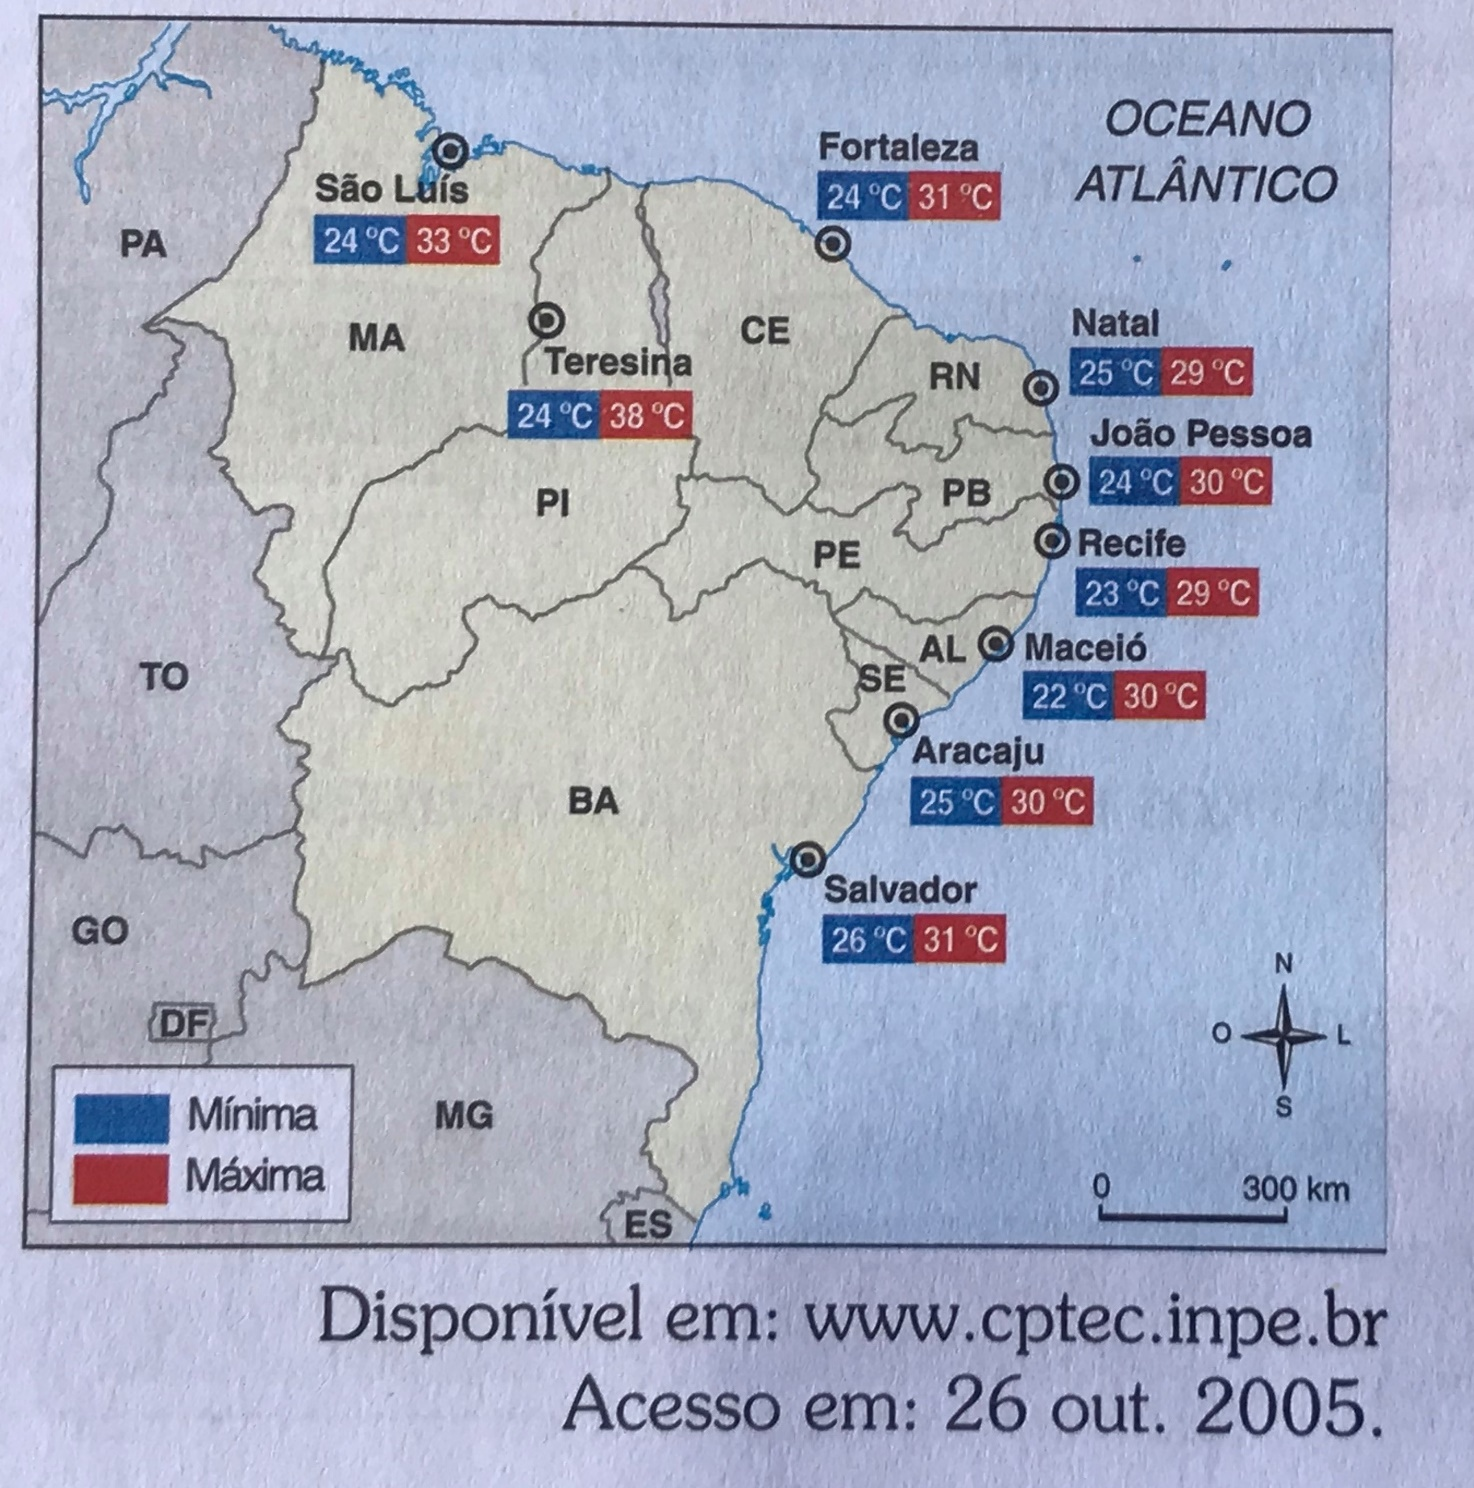 OCEANO
ATLÂNTICO
Fortaleza
24 °C 31 °C
São Luís
24 °C 33 °C
PA
MA
Teresina
24 °C 38 °C
CE
Natal
25 °C 29 °C
RN
João Pessoa
24 °C 30 °C
PB
PI
Recife
23 °C 29 °C
PE
AL
Maceió
22 °C 30 °C
SE
TO
Aracaju
25 °C 30 °C
BA
Salvador
26 °C 31 °C
GO
DF
N
O L
S
Mínima
Máxima
MG
ES
0 300 km
Disponível em: www.cptec.inpe.br
Acesso em: 26 out. 2005.